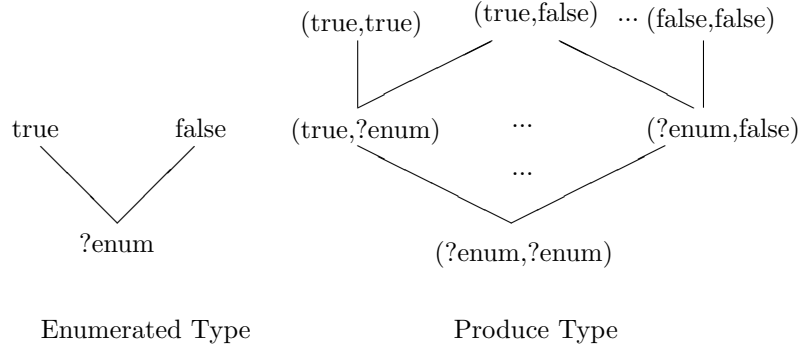 (true,true) (true,false) ... (false,false)
true false (true,?enum) ... (?enum,false)
...
?enum (?enum,?enum)
Enumerated Type Produce Type